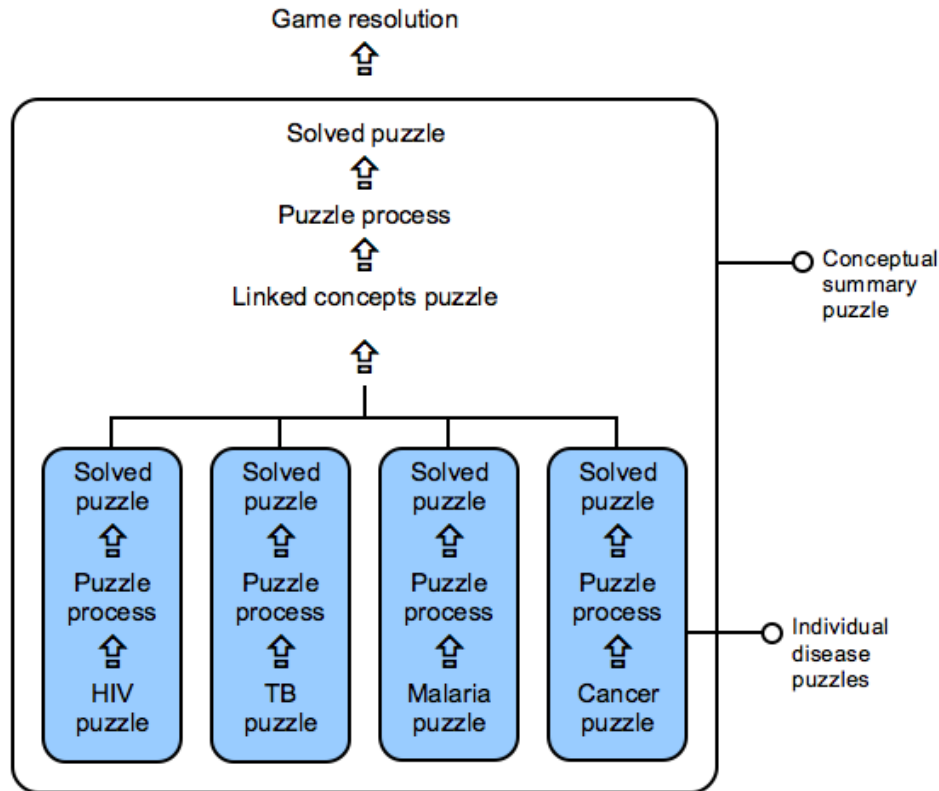 Game resolution
Solved puzzle
Puzzle process
Linked concepts puzzle
Conceptual
summary
puzzle
Solved
puzzle
Puzzle
process
HIV
puzzle
Solved
puzzle
Puzzle
process
TB
puzzle
Solved
puzzle
Puzzle
process
Malaria
puzzle
Solved
puzzle
Puzzle
process
Cancer
puzzle
Individual
disease
puzzles